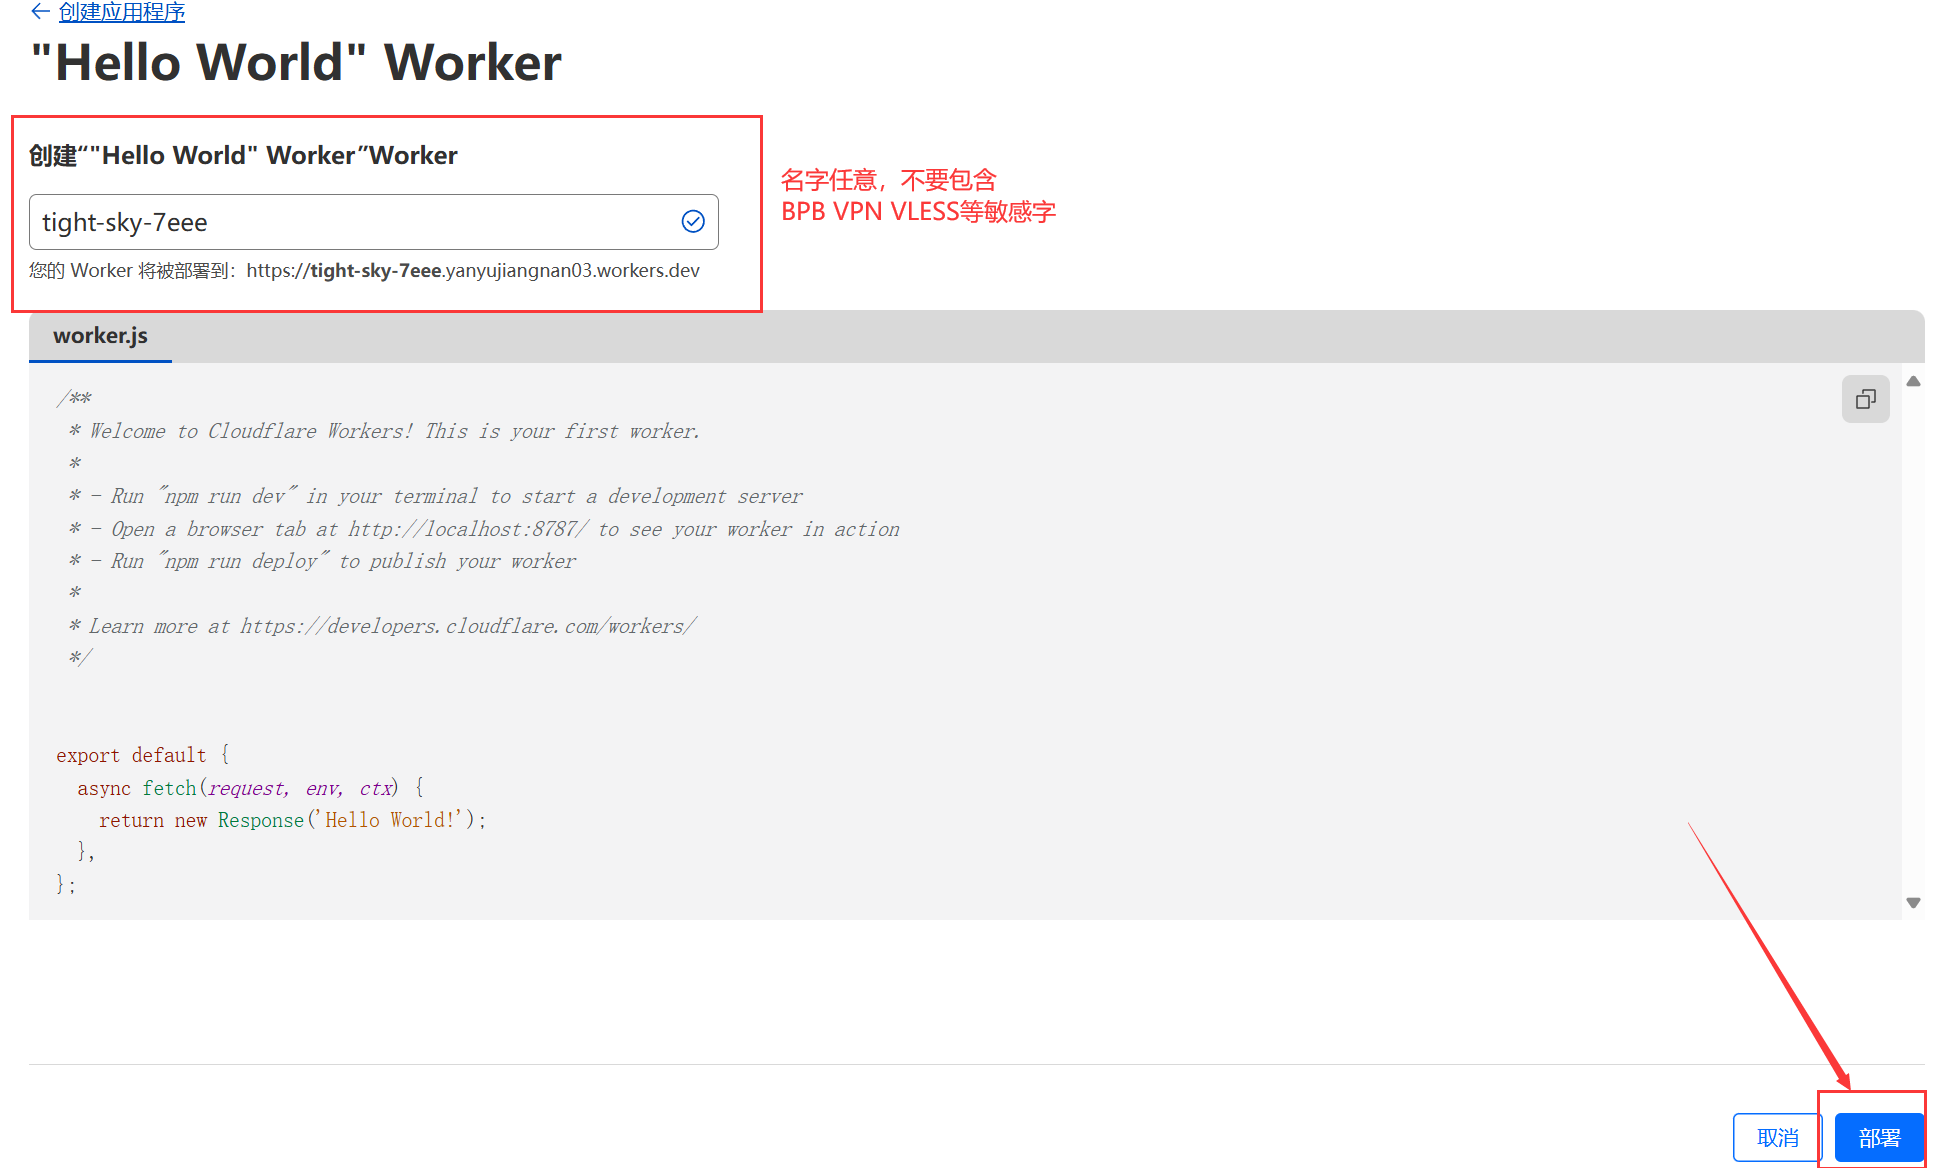 创建应用程序
"Hello World" Worker
创建“"Hello World" Worker”Worker
名字任意，不要包含
BPB VPN VLESS等敏感字
tight-sky-7eee
您的 Worker 将被部署到：https://tight-sky-7eee.yanyujiangnan03.workers.dev
worker.js
/**
* Welcome to Cloudflare Workers! This is your first worker.
*
* - Run "npm run dev" in your terminal to start a development server
* - Open a browser tab at http://localhost:8787/ to see your worker in action
* - Run "npm run deploy" to publish your worker
*
* Learn more at https://developers.cloudflare.com/workers/
*/
export default {
async fetch(request, env, ctx) {
return new Response('Hello World!');
},
};
取消
部署